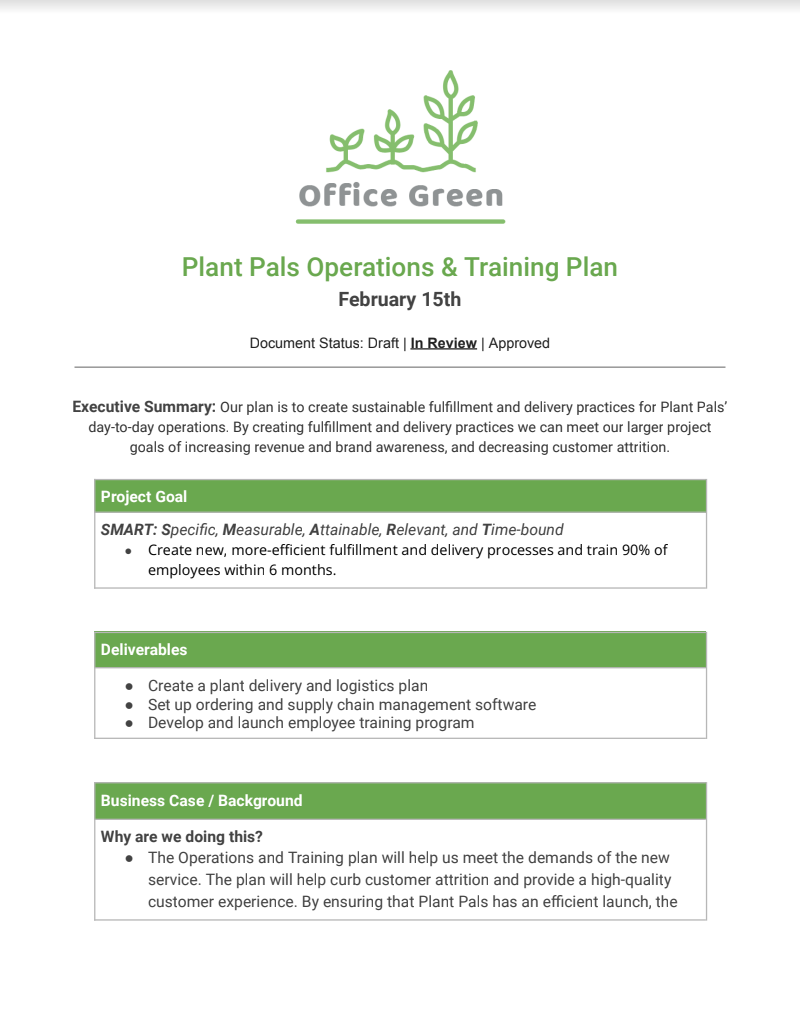 Office Green
Plant Pals Operations & Training Plan
February 15th
Document Status: Draft | In Review | Approved
Executive Summary: Our plan is to create sustainable fulfillment and delivery practices for Plant Pals’
day-to-day operations. By creating fulfillment and delivery practices we can meet our larger project
goals of increasing revenue and brand awareness, and decreasing customer attrition.
Project Goal
SMART: Specific, Measurable, Attainable, Relevant, and Time-bound
● Create new, more-efficient fulfillment and delivery processes and train 90% of
employees within 6 months.
Deliverables
● Create a plant delivery and logistics plan
● Set up ordering and supply chain management software
● Develop and launch employee training program
Business Case / Background
Why are we doing this?
● The Operations and Training plan will help us meet the demands of the new
service. The plan will help curb customer attrition and provide a high-quality
customer experience. By ensuring that Plant Pals has an efficient launch, the